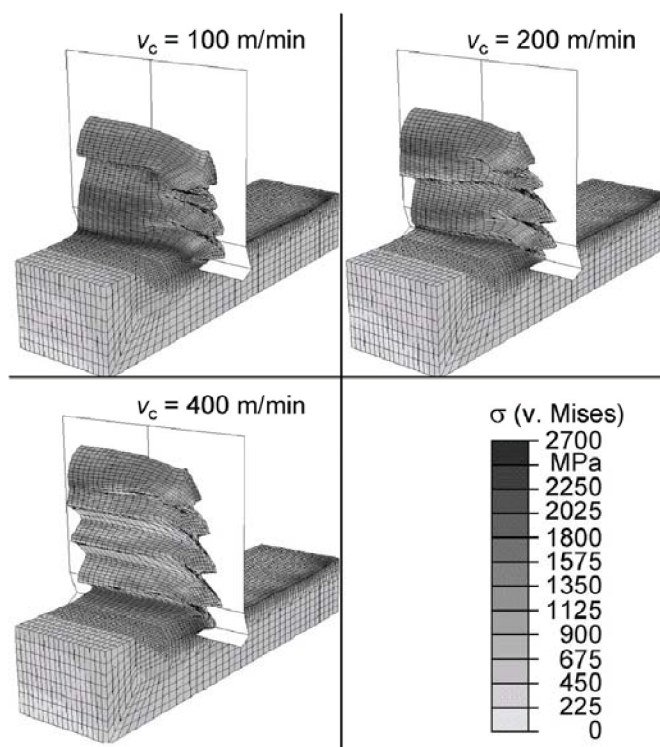 v_c = 100 m/min
v_c = 200 m/min
v_c = 400 m/min
σ (v. Mises)
2700
MPa
2250
2025
1800
1575
1350
1125
900
675
450
225
0